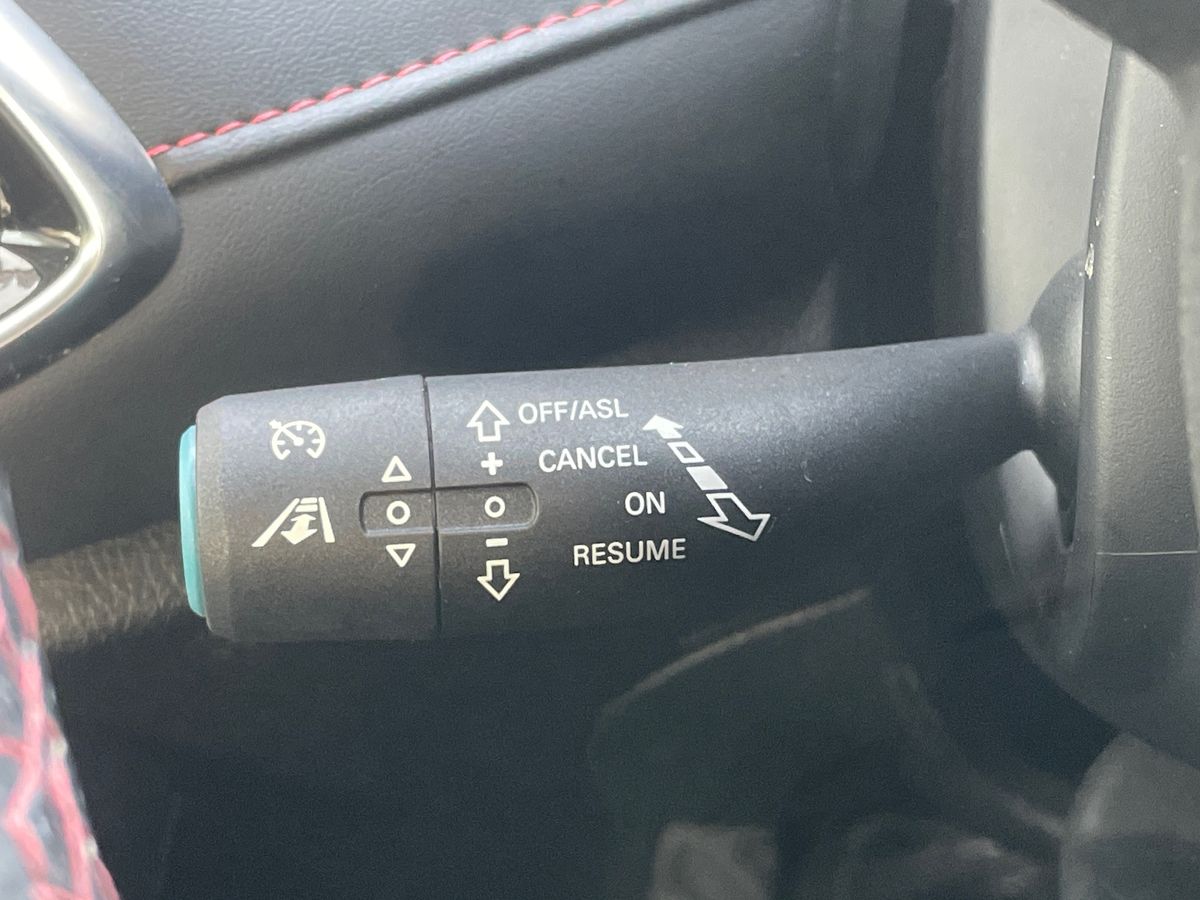 OFF/ASL
+
CANCEL
ON
-
RESUME